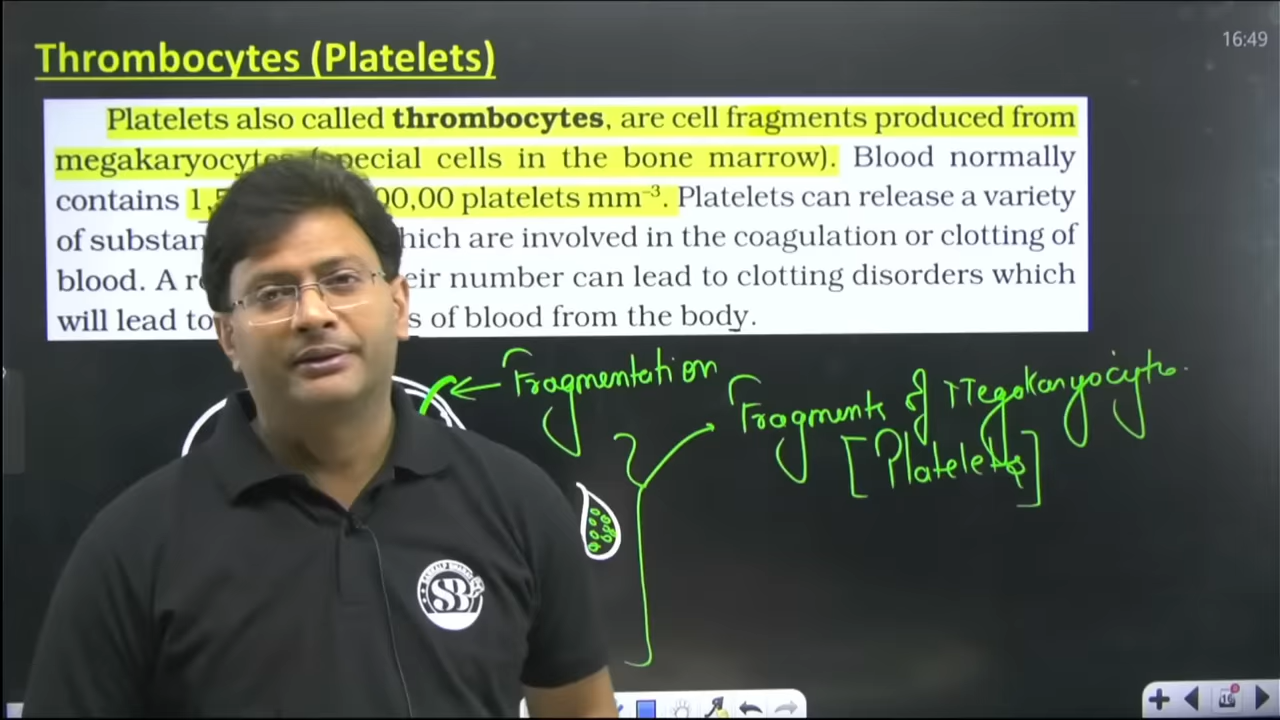 16:49
Thrombocytes (Platelets)
Platelets also called thrombocytes, are cell fragments produced from
megakaryocytes (special cells in the bone marrow). Blood normally
contains 1,5 00,00 platelets mm⁻³. Platelets can release a variety
of substan hich are involved in the coagulation or clotting of
blood. A re eir number can lead to clotting disorders which
will lead to s of blood from the body.
Fragmentation
Fragments of Megakaryocyte.
[Platelets]
SB